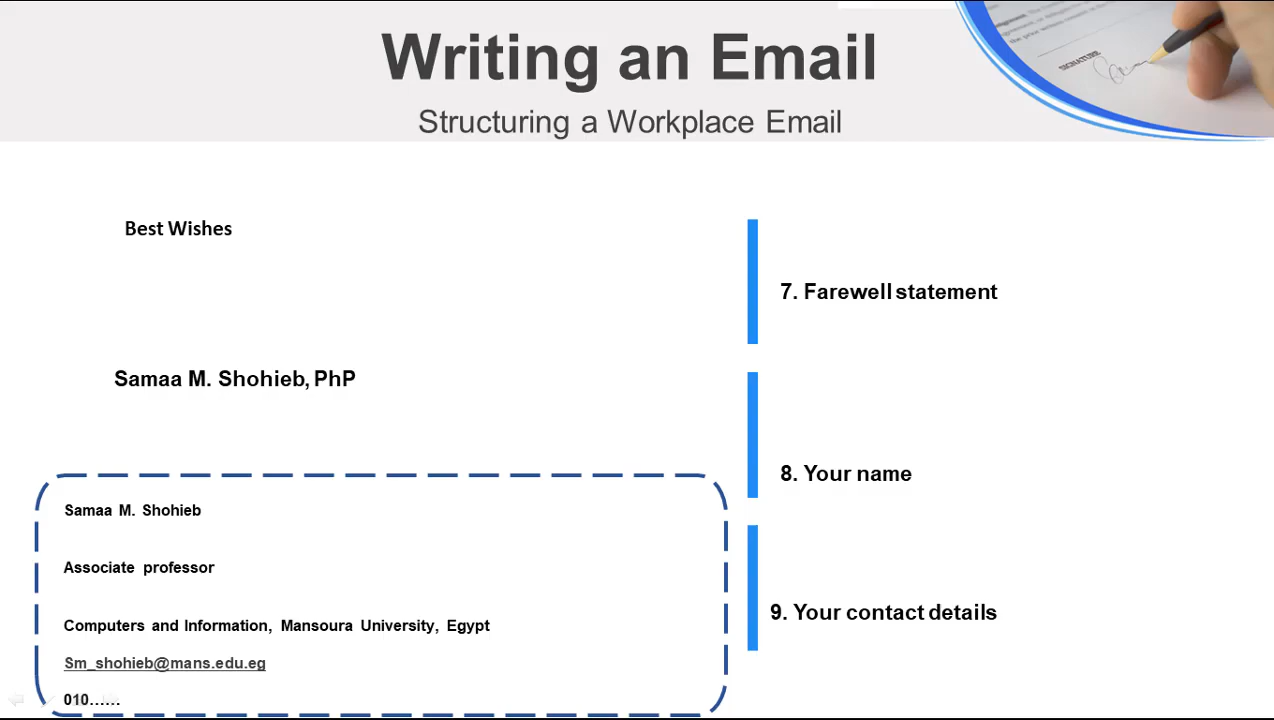 Writing an Email
Structuring a Workplace Email
Best Wishes
7. Farewell statement
Samaa M. Shohieb, PhP
8. Your name
Samaa M. Shohieb
Associate professor
Computers and Information, Mansoura University, Egypt
Sm_shohieb@mans.edu.eg
010......
9. Your contact details